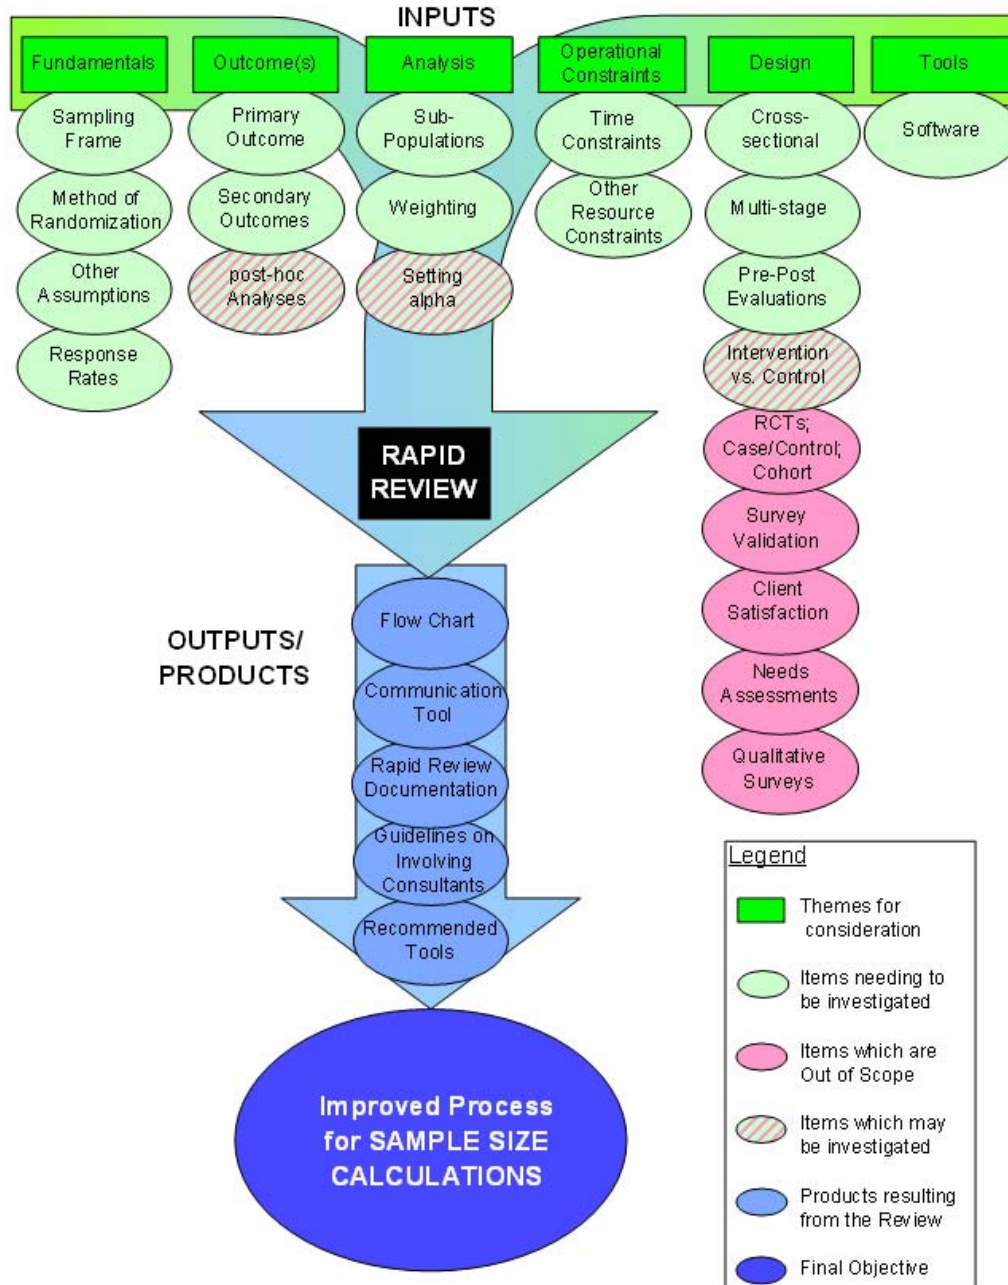 INPUTS
Fundamentals
Outcome(s)
Analysis
Operational
Constraints
Design
Tools
Sampling
Frame
Method of
Randomization
Other
Assumptions
Response
Rates
Primary
Outcome
Secondary
Outcomes
post-hoc
Analyses
Sub-
Populations
Weighting
Setting
alpha
Time
Constraints
Other
Resource
Constraints
Cross-
sectional
Multi-stage
Pre-Post
Evaluations
Intervention
vs. Control
RCTs;
Case/Control;
Cohort
Survey
Validation
Client
Satisfaction
Needs
Assessments
Qualitative
Surveys
Software
RAPID
REVIEW
OUTPUTS/
PRODUCTS
Flow Chart
Communication
Tool
Rapid Review
Documentation
Guidelines on
Involving
Consultants
Recommended
Tools
Improved Process
for SAMPLE SIZE
CALCULATIONS
Legend
Themes for
consideration
Items needing to
be investigated
Items which are
Out of Scope
Items which may
be investigated
Products resulting
from the Review
Final Objective